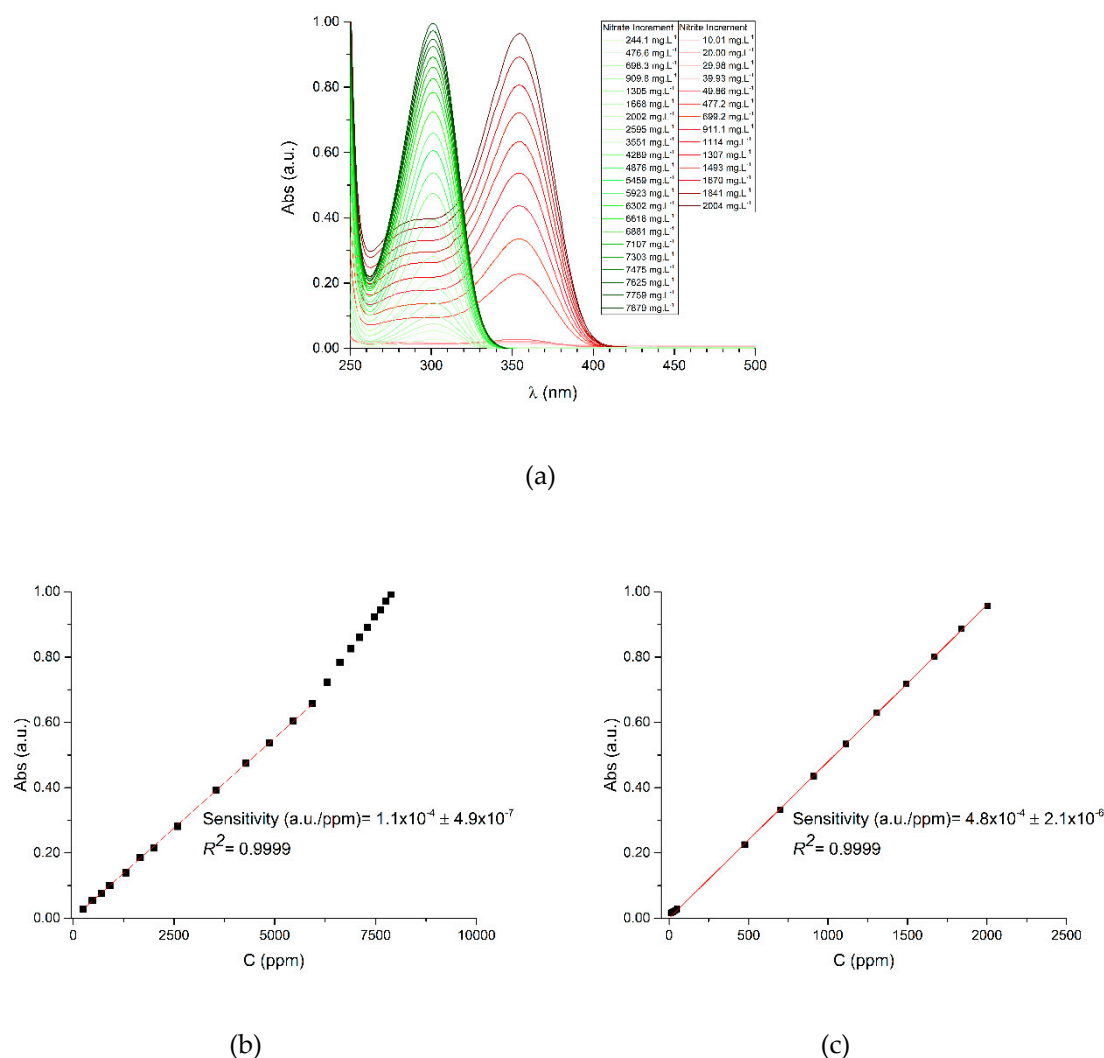 1.00
0.80
0.60
0.40
0.20
0.00
Abs (a.u.)
250 300 350 400 450 500
λ (nm)
Nitrate Increment Nitrite Increment
244.1 mg.L⁻¹ 10.01 mg.L⁻¹
476.6 mg.L⁻¹ 20.00 mg.L⁻¹
698.3 mg.L⁻¹ 29.98 mg.L⁻¹
909.8 mg.L⁻¹ 39.93 mg.L⁻¹
1305 mg.L⁻¹ 49.86 mg.L⁻¹
1668 mg.L⁻¹ 477.2 mg.L⁻¹
2002 mg.L⁻¹ 699.2 mg.L⁻¹
2595 mg.L⁻¹ 911.1 mg.L⁻¹
3551 mg.L⁻¹ 1114 mg.L⁻¹
4289 mg.L⁻¹ 1307 mg.L⁻¹
4876 mg.L⁻¹ 1493 mg.L⁻¹
5459 mg.L⁻¹ 1670 mg.L⁻¹
5923 mg.L⁻¹ 1841 mg.L⁻¹
6302 mg.L⁻¹ 2004 mg.L⁻¹
6616 mg.L⁻¹
6881 mg.L⁻¹
7107 mg.L⁻¹
7303 mg.L⁻¹
7475 mg.L⁻¹
7625 mg.L⁻¹
7759 mg.L⁻¹
7879 mg.L⁻¹
(a)
1.00
0.80
0.60
0.40
0.20
0.00
Abs (a.u.)
Sensitivity (a.u./ppm)= 1.1x10⁻⁴ ± 4.9x10⁻⁷
R²= 0.9999
0 2500 5000 7500 10000
C (ppm)
(b)
1.00
0.80
0.60
0.40
0.20
0.00
Abs (a.u.)
Sensitivity (a.u./ppm)= 4.8x10⁻⁴ ± 2.1x10⁻⁶
R²= 0.9999
0 500 1000 1500 2000 2500
C (ppm)
(c)